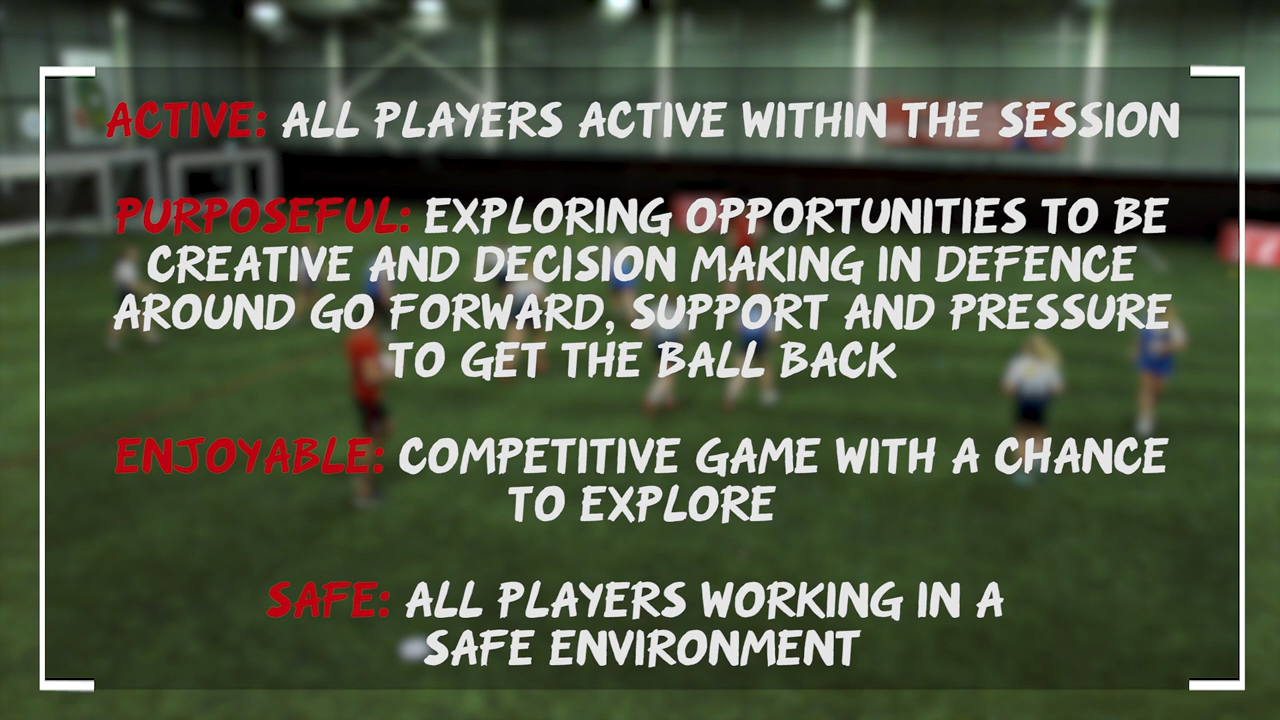 ACTIVE: ALL PLAYERS ACTIVE WITHIN THE SESSION
PURPOSEFUL: EXPLORING OPPORTUNITIES TO BE
CREATIVE AND DECISION MAKING IN DEFENCE
AROUND GO FORWARD, SUPPORT AND PRESSURE
TO GET THE BALL BACK
ENJOYABLE: COMPETITIVE GAME WITH A CHANCE
TO EXPLORE
SAFE: ALL PLAYERS WORKING IN A
SAFE ENVIRONMENT